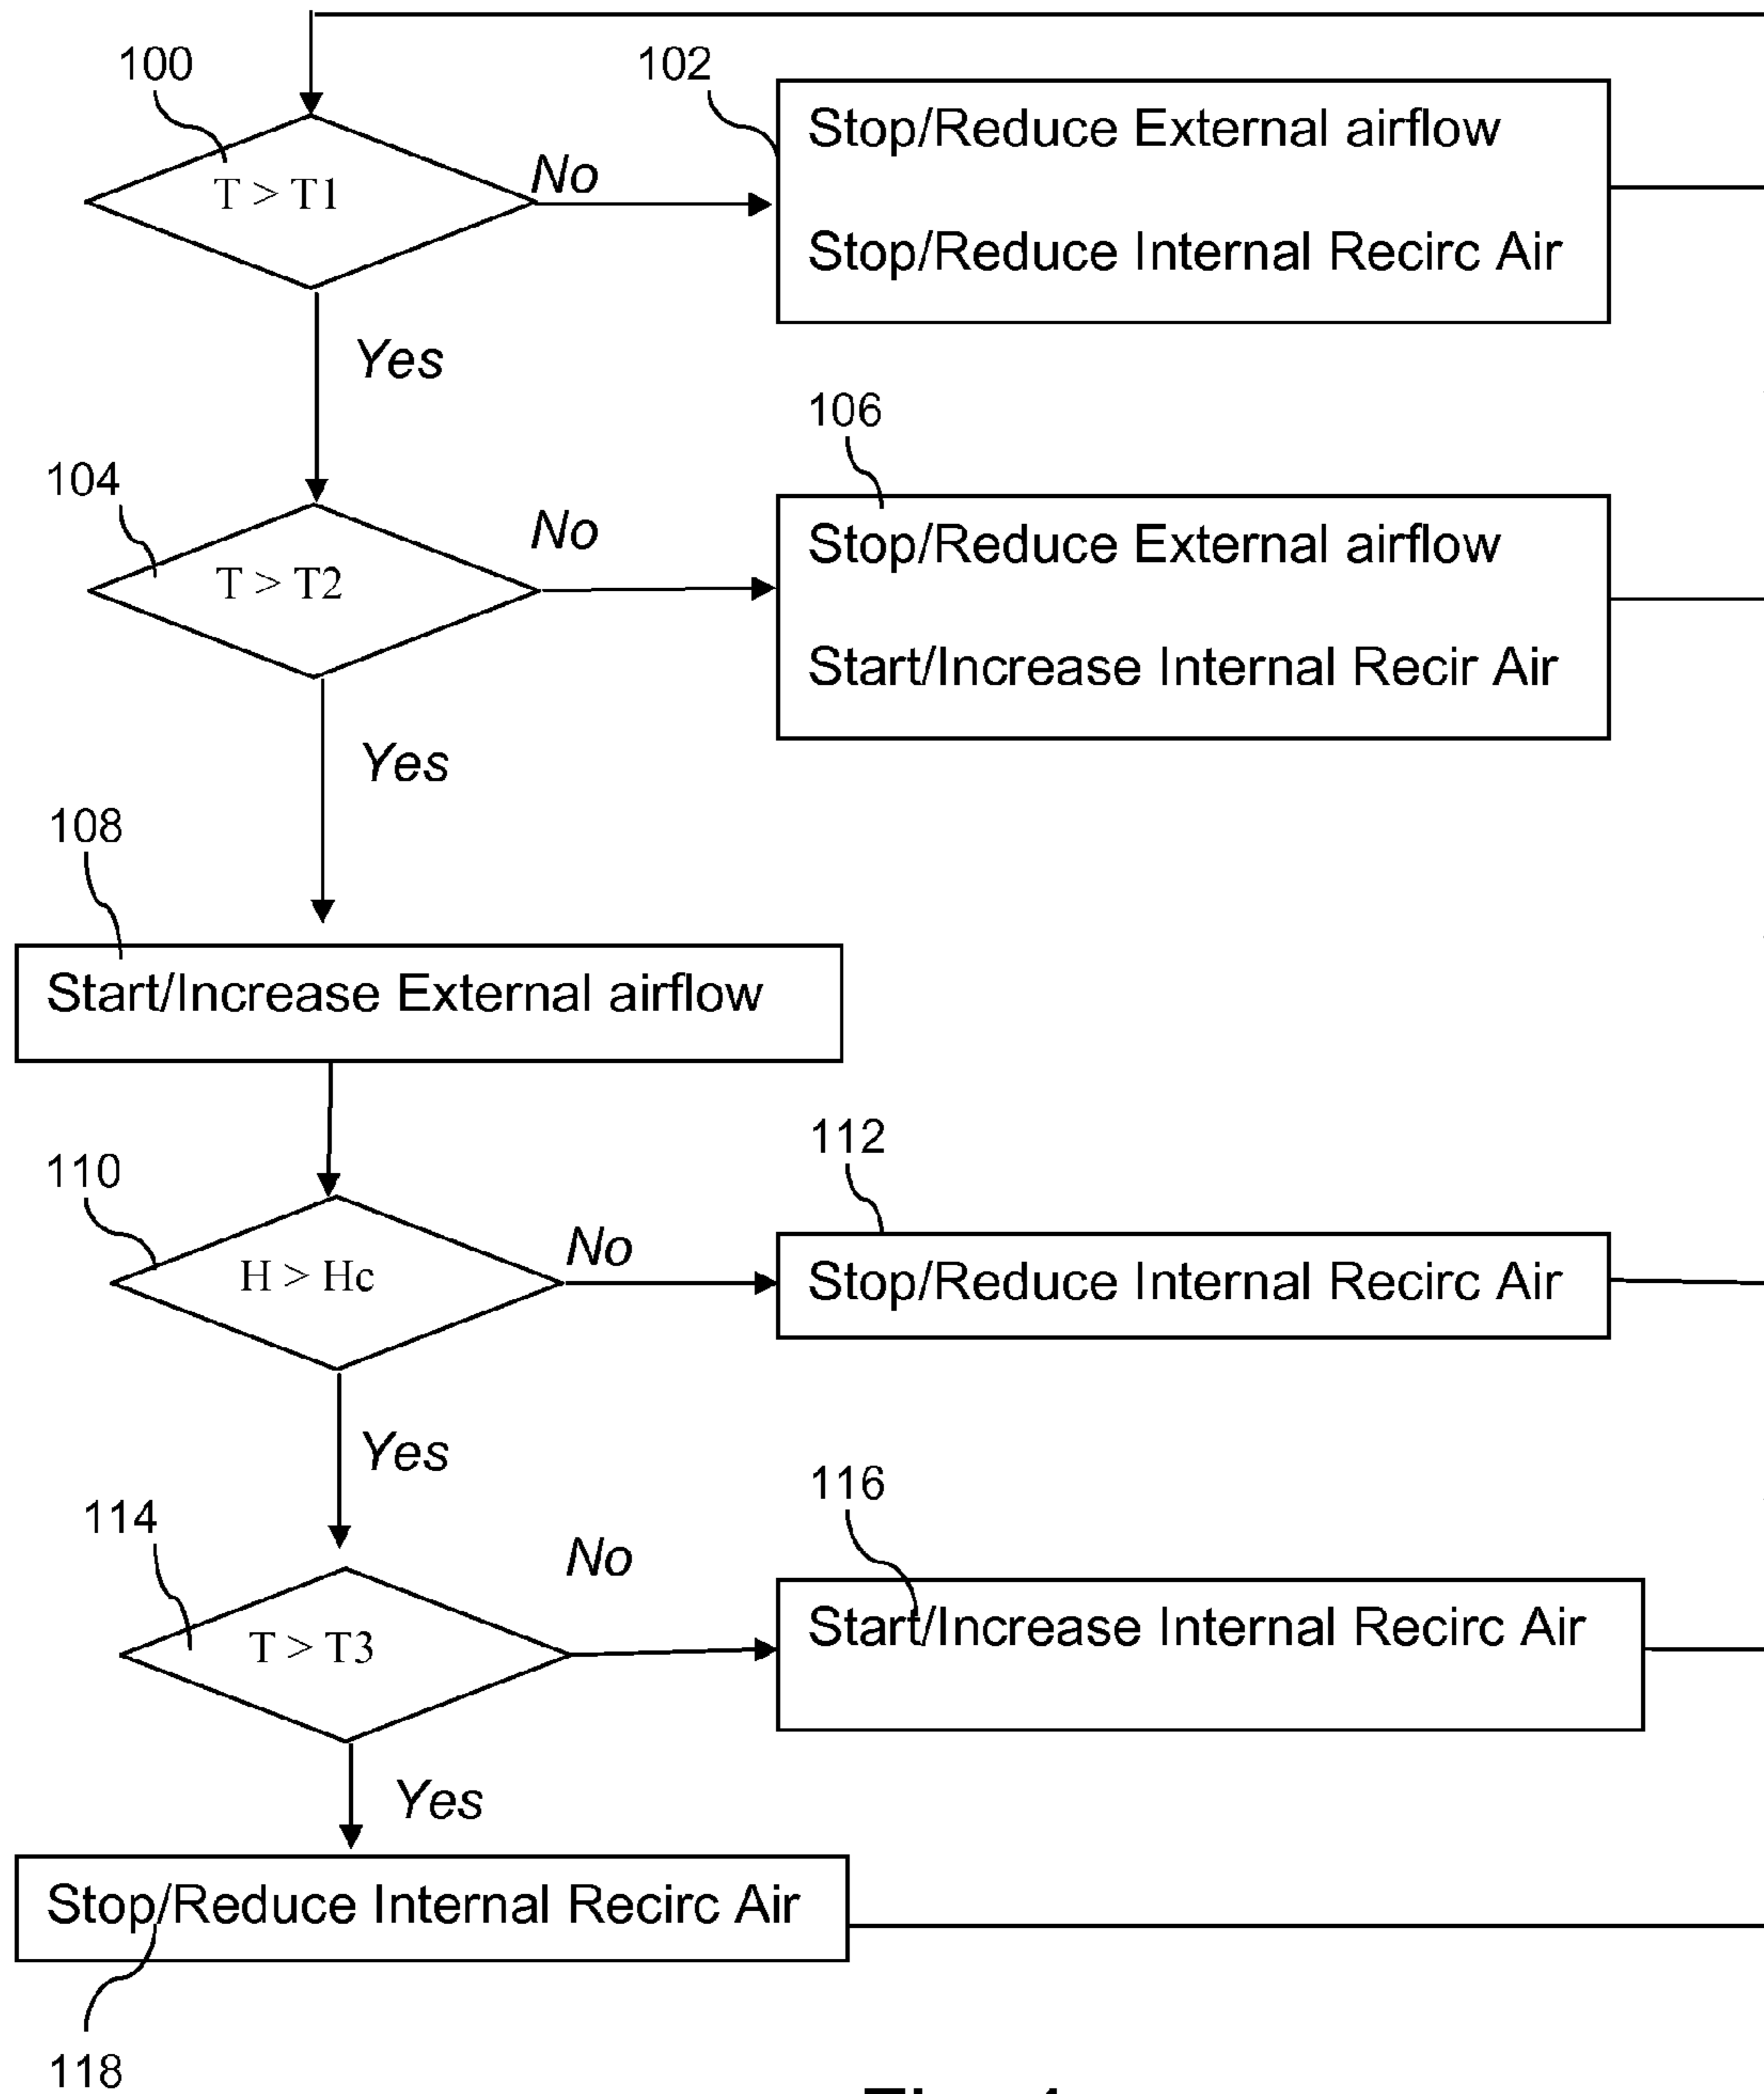 100
102
T > T1
No
Stop/Reduce External airflow
Stop/Reduce Internal Recirc Air
Yes
104
106
T > T2
No
Stop/Reduce External airflow
Start/Increase Internal Recir Air
Yes
108
Start/Increase External airflow
110
112
H > Hc
No
Stop/Reduce Internal Recirc Air
Yes
114
116
T > T3
No
Start/Increase Internal Recirc Air
Yes
Stop/Reduce Internal Recirc Air
118